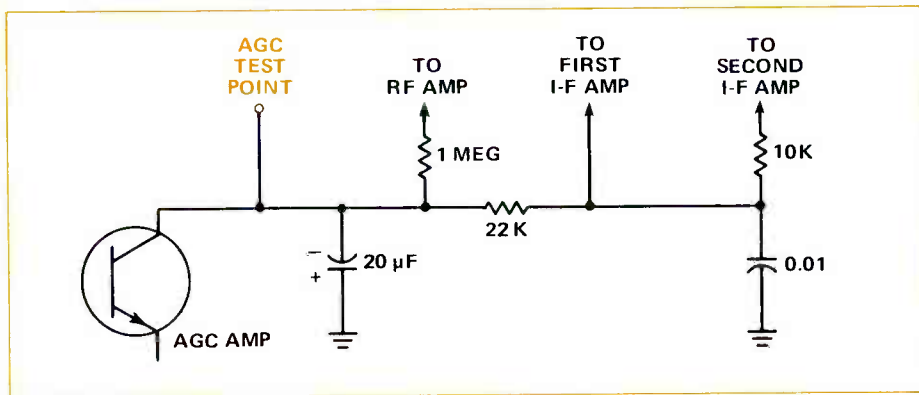 AGC
TEST
POINT
TO
RF AMP
TO
FIRST
I-F AMP
TO
SECOND
I-F AMP
1 MEG
10K
22 K
20 µF
−
+
0.01
AGC AMP